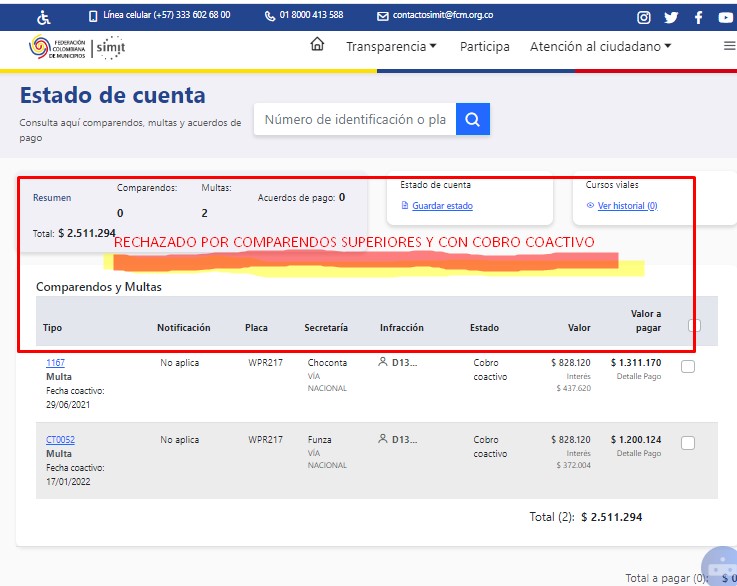 Línea celular (+57) 333 602 68 00 01 8000 413 588 contactosimit@fcm.org.co
FEDERACIÓN
COLOMBIANA
DE MUNICIPIOS
simit
Transparencia Participa Atención al ciudadano
Estado de cuenta
Consulta aquí comparendos, multas y acuerdos de
pago
Número de identificación o pla
Resumen Comparendos: Multas: Acuerdos de pago: 0
0 2
Total: $ 2.511.294
Estado de cuenta
Guardar estado
Cursos viales
Ver historial (0)
RECHAZADO POR COMPARENDOS SUPERIORES Y CON COBRO COACTIVO
Comparendos y Multas
Tipo Notificación Placa Secretaría Infracción Estado Valor Valor a
pagar
1167 No aplica WPR217 Choconta D13... Cobro $ 828.120 $ 1.311.170
Multa VÍA coactivo Interés Detalle Pago
Fecha coactivo: NACIONAL $ 437.620
29/06/2021
CT0052 No aplica WPR217 Funza D13... Cobro $ 828.120 $ 1.200.124
Multa VÍA coactivo Interés Detalle Pago
Fecha coactivo: NACIONAL $ 372.004
17/01/2022
Total (2): $ 2.511.294
Total a pagar (0): $ 0